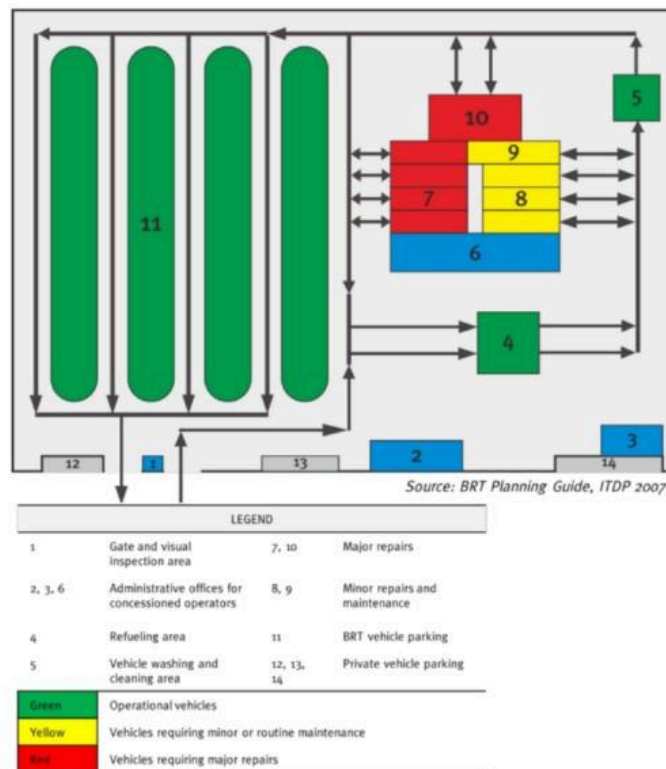 5
10
9
7
8
11
6
4
3
2
12
1
13
14
Source: BRT Planning Guide, ITDP 2007
LEGEND
1 Gate and visual inspection area 7, 10 Major repairs
2, 3, 6 Administrative offices for concessioned operators 8, 9 Minor repairs and maintenance
4 Refueling area 11 BRT vehicle parking
5 Vehicle washing and cleaning area 12, 13, 14 Private vehicle parking
Green Operational vehicles
Yellow Vehicles requiring minor or routine maintenance
Red Vehicles requiring major repairs